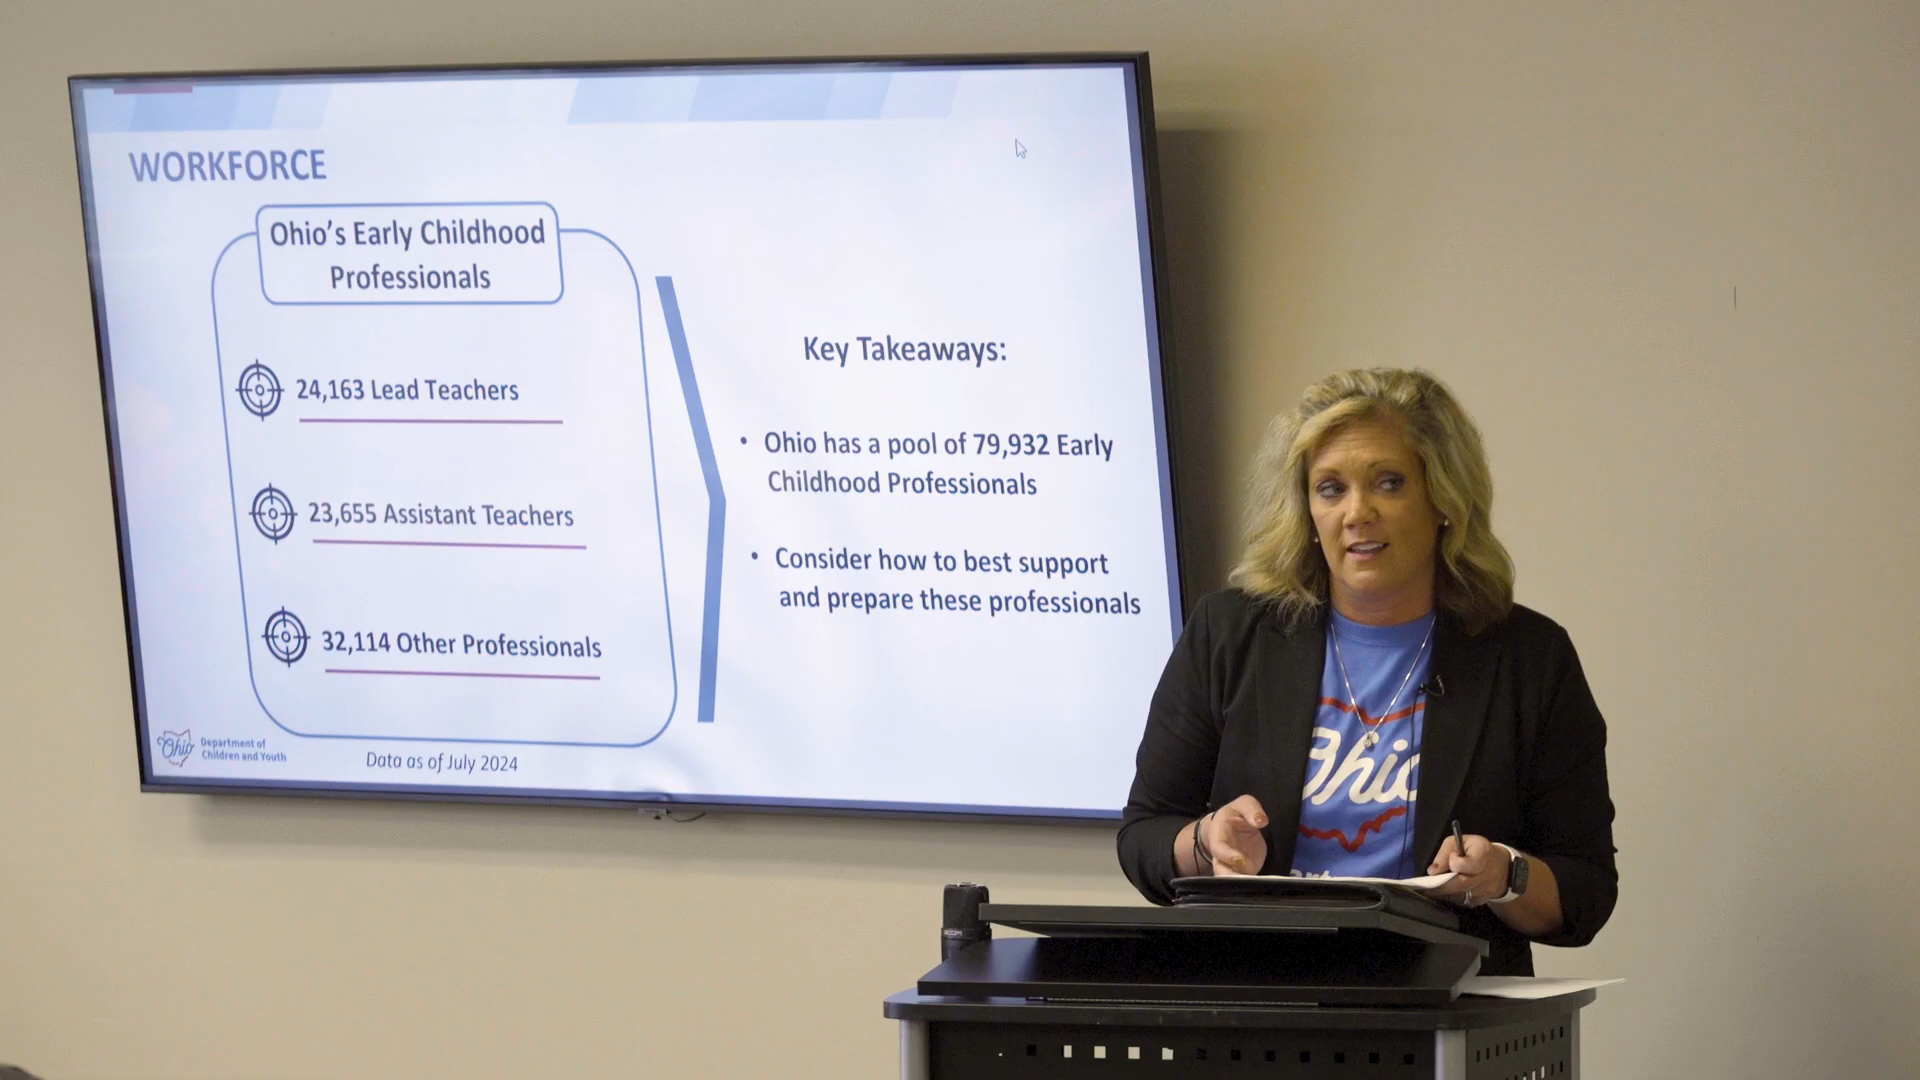 WORKFORCE
Ohio's Early Childhood
Professionals
24,163 Lead Teachers
23,655 Assistant Teachers
32,114 Other Professionals
Key Takeaways:
• Ohio has a pool of 79,932 Early
Childhood Professionals
• Consider how to best support
and prepare these professionals
Ohio
Department of
Children and Youth
Data as of July 2024
Ohio
zoom